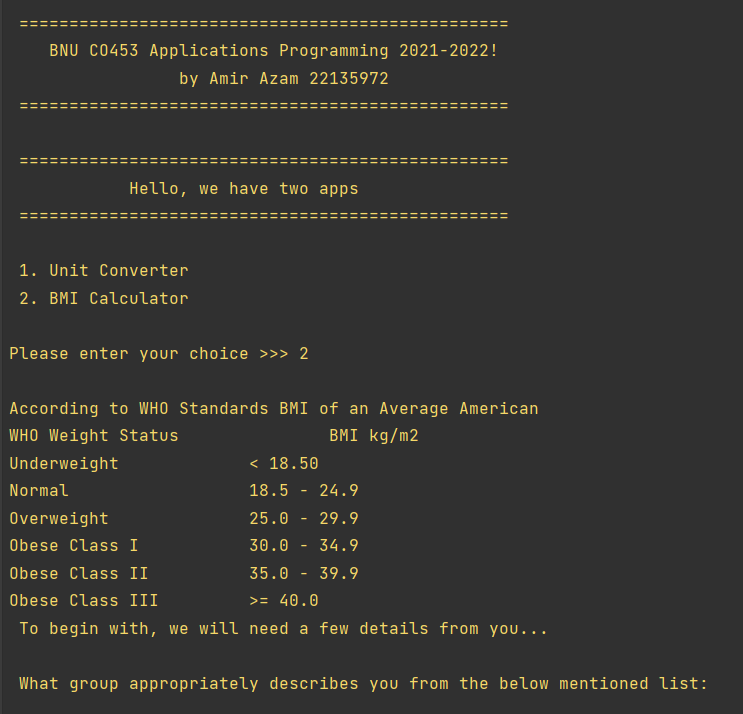 =================================================
BNU CO453 Applications Programming 2021-2022!
by Amir Azam 22135972
=================================================
=================================================
Hello, we have two apps
=================================================
1. Unit Converter
2. BMI Calculator
Please enter your choice >>> 2
According to WHO Standards BMI of an Average American
WHO Weight Status BMI kg/m2
Underweight < 18.50
Normal 18.5 - 24.9
Overweight 25.0 - 29.9
Obese Class I 30.0 - 34.9
Obese Class II 35.0 - 39.9
Obese Class III >= 40.0
To begin with, we will need a few details from you...
What group appropriately describes you from the below mentioned list: